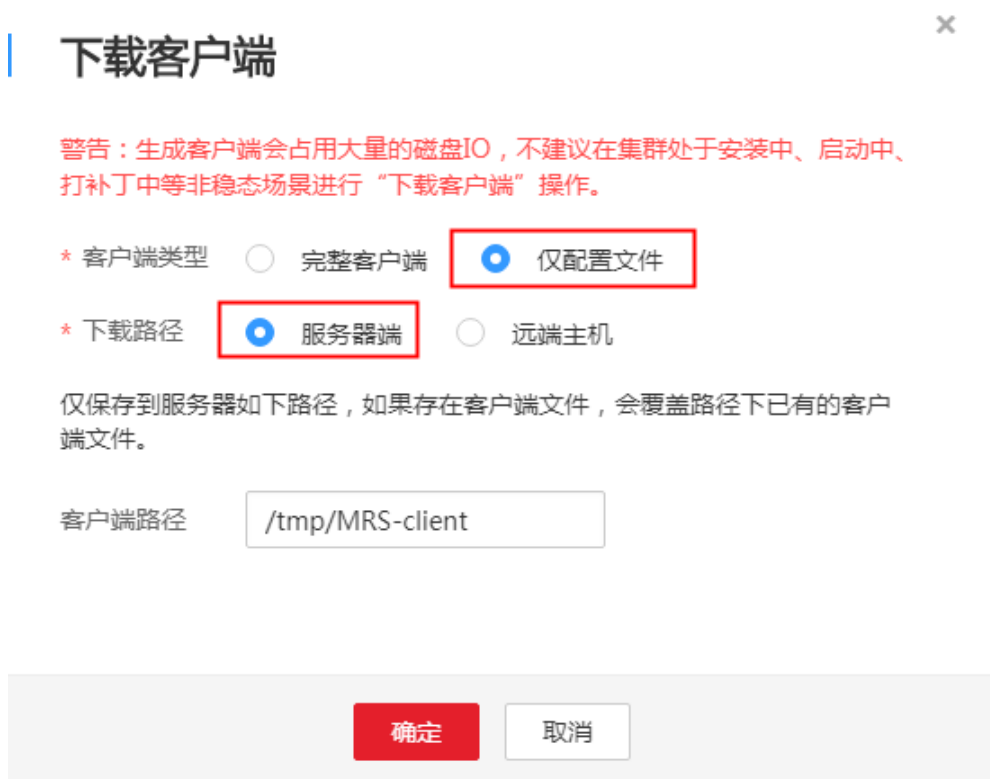 下载客户端
警告：生成客户端会占用大量的磁盘IO，不建议在集群处于安装中、启动中、
打补丁中等非稳态场景进行“下载客户端”操作。
* 客户端类型 完整客户端 仅配置文件
* 下载路径 服务器端 远端主机
仅保存到服务器如下路径，如果存在客户端文件，会覆盖路径下已有的客户
端文件。
客户端路径 /tmp/MRS-client
确定 取消